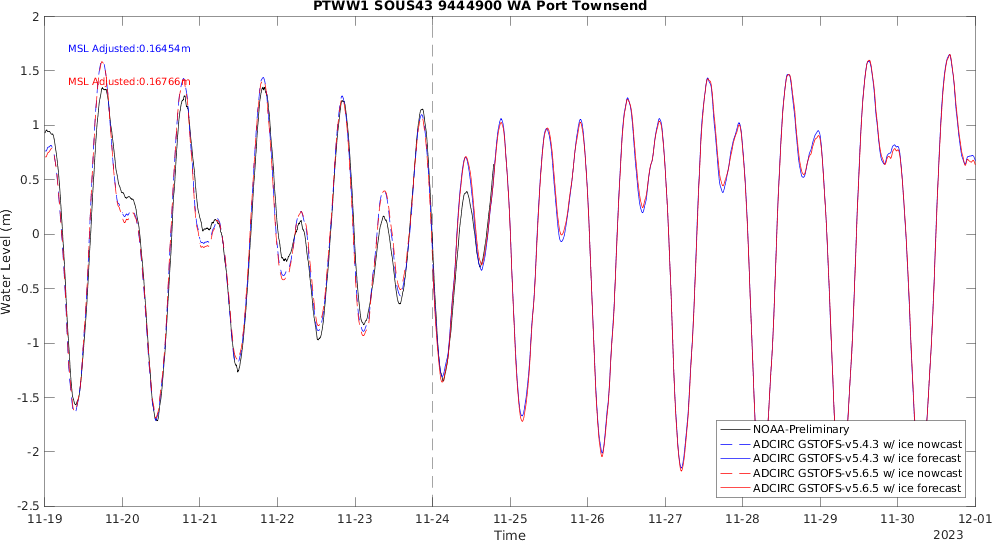 PTWW1 SOUS43 9444900 WA Port Townsend
MSL Adjusted:0.16454m
MSL Adjusted:0.16766m
Water Level (m)
2
1.5
1
0.5
0
-0.5
-1
-1.5
-2
-2.5
NOAA-Preliminary
ADCIRC GSTOFS-v5.4.3 w/ ice nowcast
ADCIRC GSTOFS-v5.4.3 w/ ice forecast
ADCIRC GSTOFS-v5.6.5 w/ ice nowcast
ADCIRC GSTOFS-v5.6.5 w/ ice forecast
11-19 11-20 11-21 11-22 11-23 11-24 11-25 11-26 11-27 11-28 11-29 11-30 12-01
Time
2023